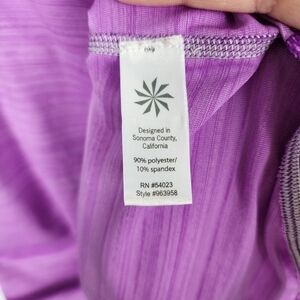 Designed in
Sonoma County,
California
90% polyester/
10% spandex
RN #54023
Style #963958